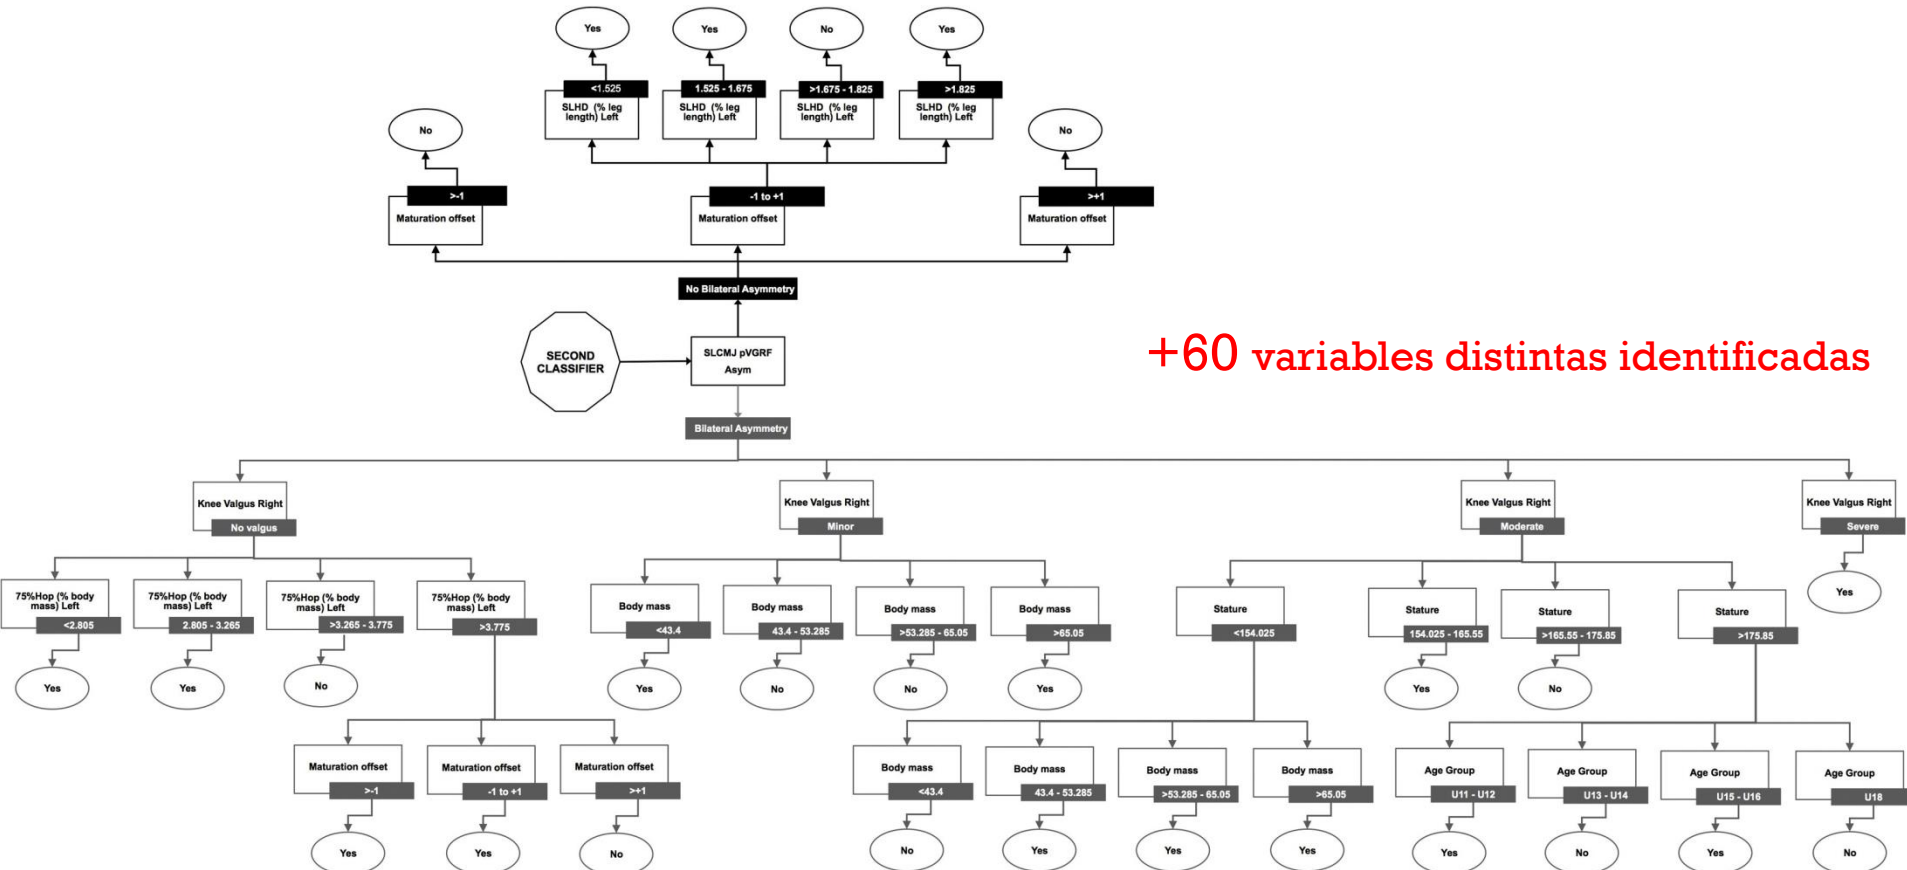 Yes
Yes
No
Yes
<1.525
1.525 - 1.675
>1.675 - 1.825
>1.825
SLHD (% leg
length) Left
SLHD (% leg
length) Left
SLHD (% leg
length) Left
SLHD (% leg
length) Left
No
No
>-1
-1 to +1
>+1
Maturation offset
Maturation offset
Maturation offset
No Bilateral Asymmetry
SECOND
CLASSIFIER
SLCMJ pVGRF
Asym
+60 variables distintas identificadas
Bilateral Asymmetry
Knee Valgus Right
No valgus
Knee Valgus Right
Minor
Knee Valgus Right
Moderate
Knee Valgus Right
Severe
75%Hop (% body
mass) Left
<2.805
75%Hop (% body
mass) Left
2.805 - 3.265
75%Hop (% body
mass) Left
>3.265 - 3.775
75%Hop (% body
mass) Left
>3.775
Body mass
<43.4
Body mass
43.4 - 53.285
Body mass
>53.285 - 65.05
Body mass
>65.05
Stature
<154.025
Stature
154.025 - 165.55
Stature
>165.55 - 175.85
Stature
>175.85
Yes
Yes
Yes
No
Yes
No
No
Yes
Yes
No
Maturation offset
>-1
Maturation offset
-1 to +1
Maturation offset
>+1
Body mass
<43.4
Body mass
43.4 - 53.285
Body mass
>53.285 - 65.05
Body mass
>65.05
Age Group
U11 - U12
Age Group
U13 - U14
Age Group
U15 - U16
Age Group
U18
Yes
Yes
No
No
Yes
Yes
Yes
Yes
No
Yes
No